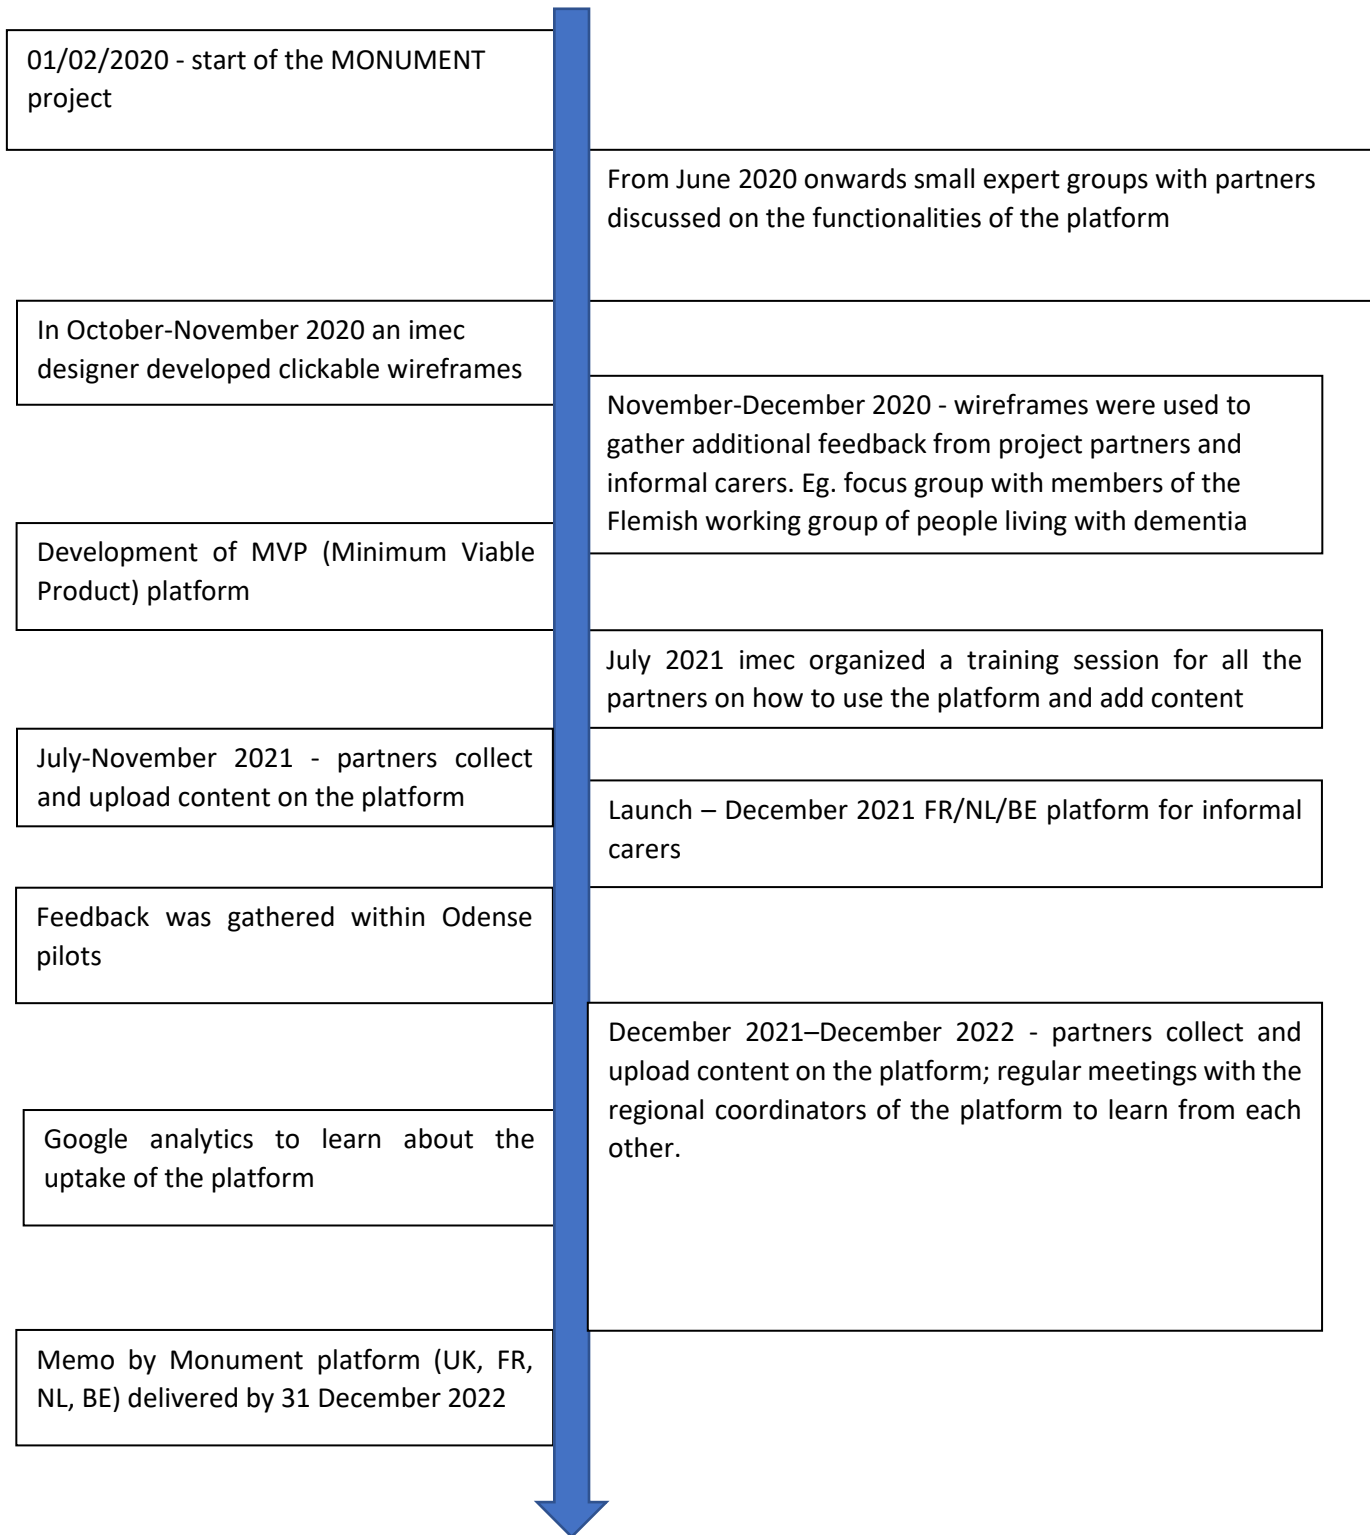 01/02/2020 - start of the MONUMENT
project
From June 2020 onwards small expert groups with partners
discussed on the functionalities of the platform
In October-November 2020 an imec
designer developed clickable wireframes
November-December 2020 - wireframes were used to
gather additional feedback from project partners and
informal carers. Eg. focus group with members of the
Flemish working group of people living with dementia
Development of MVP (Minimum Viable
Product) platform
July 2021 imec organized a training session for all the
partners on how to use the platform and add content
July-November 2021 - partners collect
and upload content on the platform
Launch – December 2021 FR/NL/BE platform for informal
carers
Feedback was gathered within Odense
pilots
December 2021–December 2022 - partners collect and
upload content on the platform; regular meetings with the
regional coordinators of the platform to learn from each
other.
Google analytics to learn about the
uptake of the platform
Memo by Monument platform (UK, FR,
NL, BE) delivered by 31 December 2022